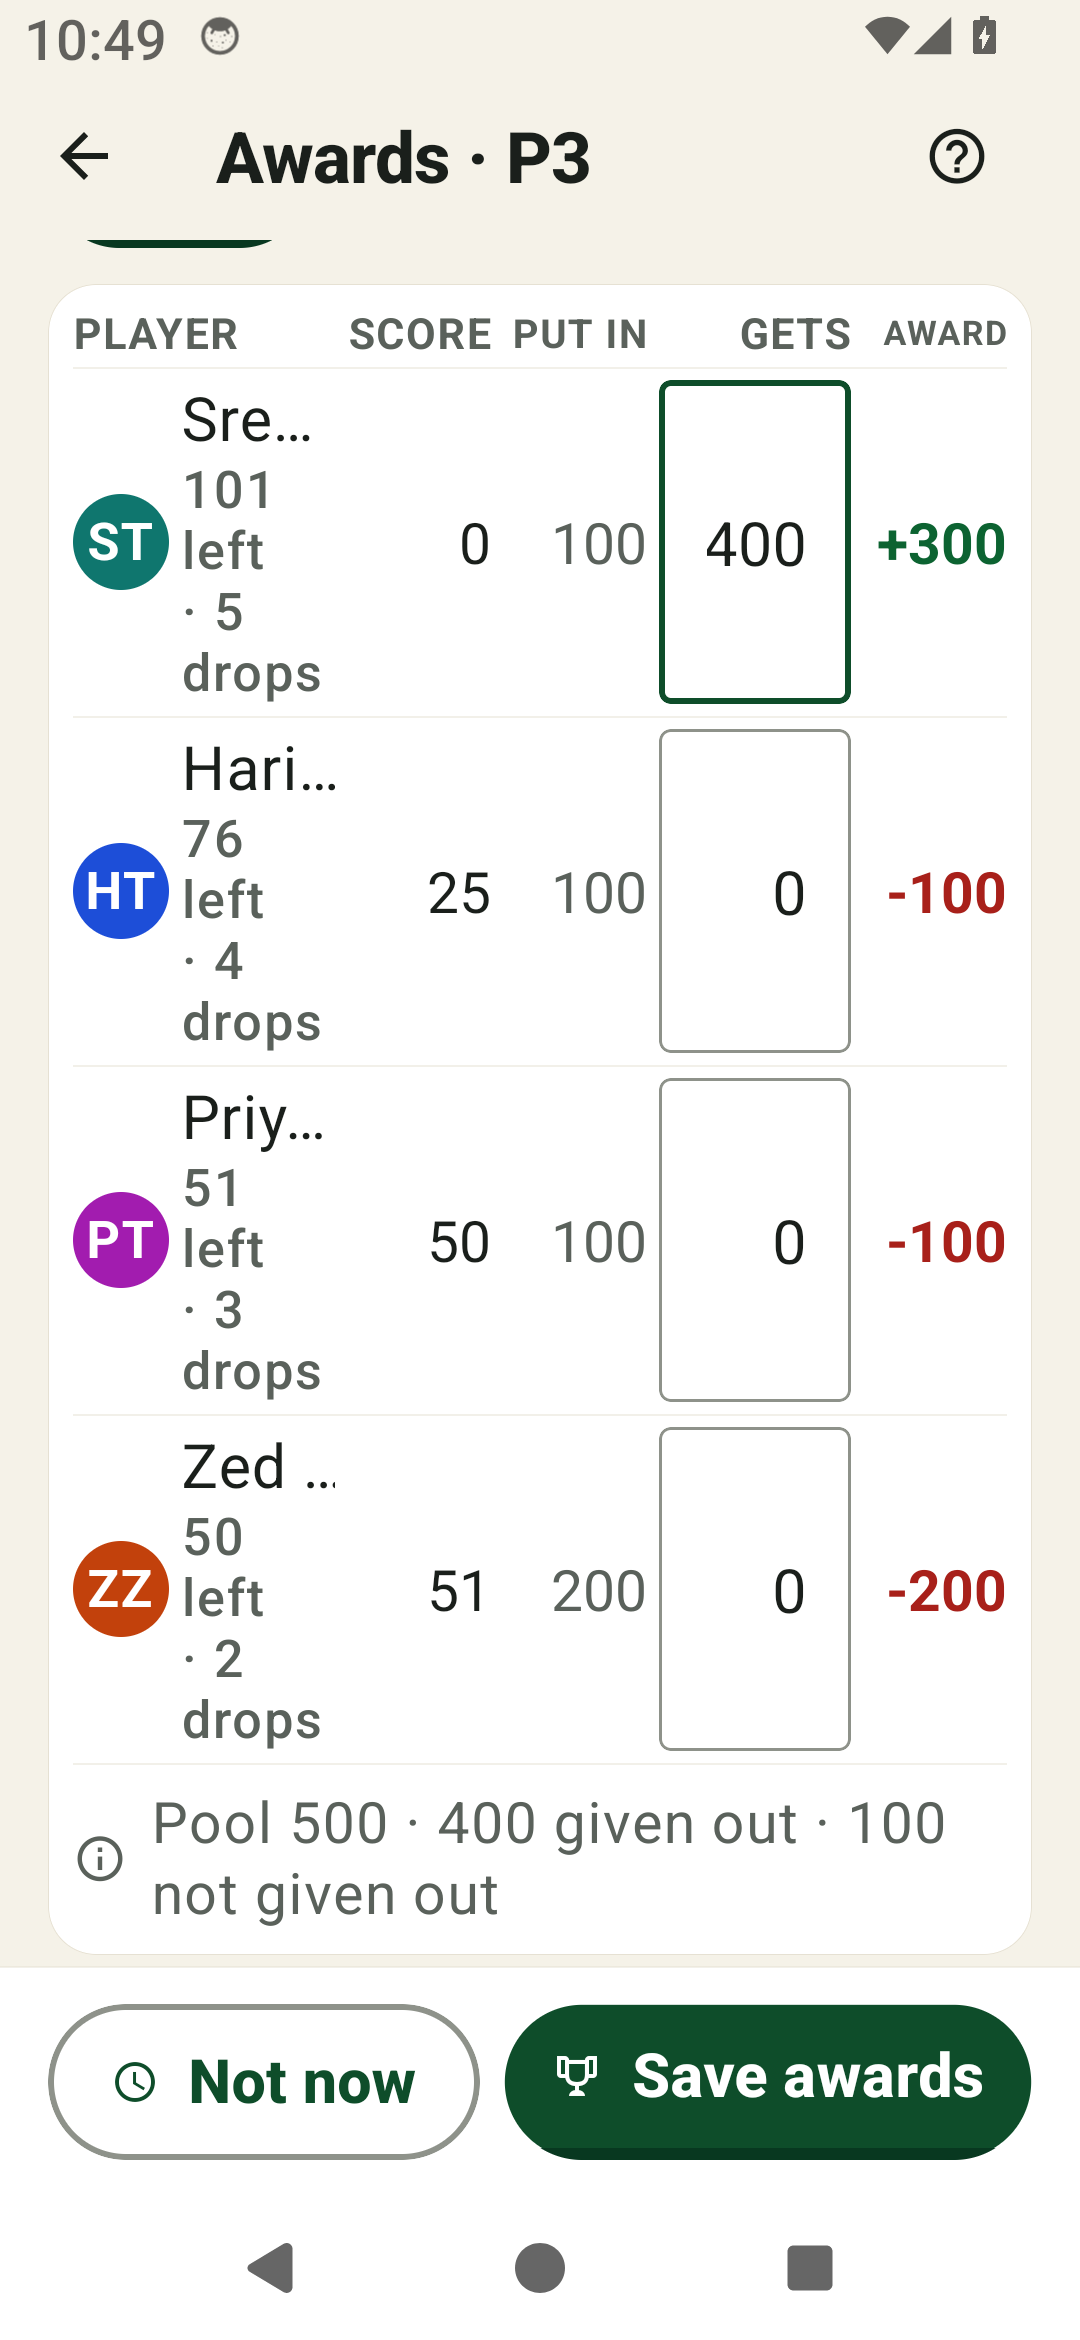 10:49
Awards · P3
PLAYER SCORE PUT IN GETS AWARD
Sre...
101
left
· 5
drops
ST 0 100 400 +300
Hari...
76
left
· 4
drops
HT 25 100 0 -100
Priy...
51
left
· 3
drops
PT 50 100 0 -100
Zed ...
50
left
· 2
drops
ZZ 51 200 0 -200
Pool 500 · 400 given out · 100
not given out
Not now
Save awards